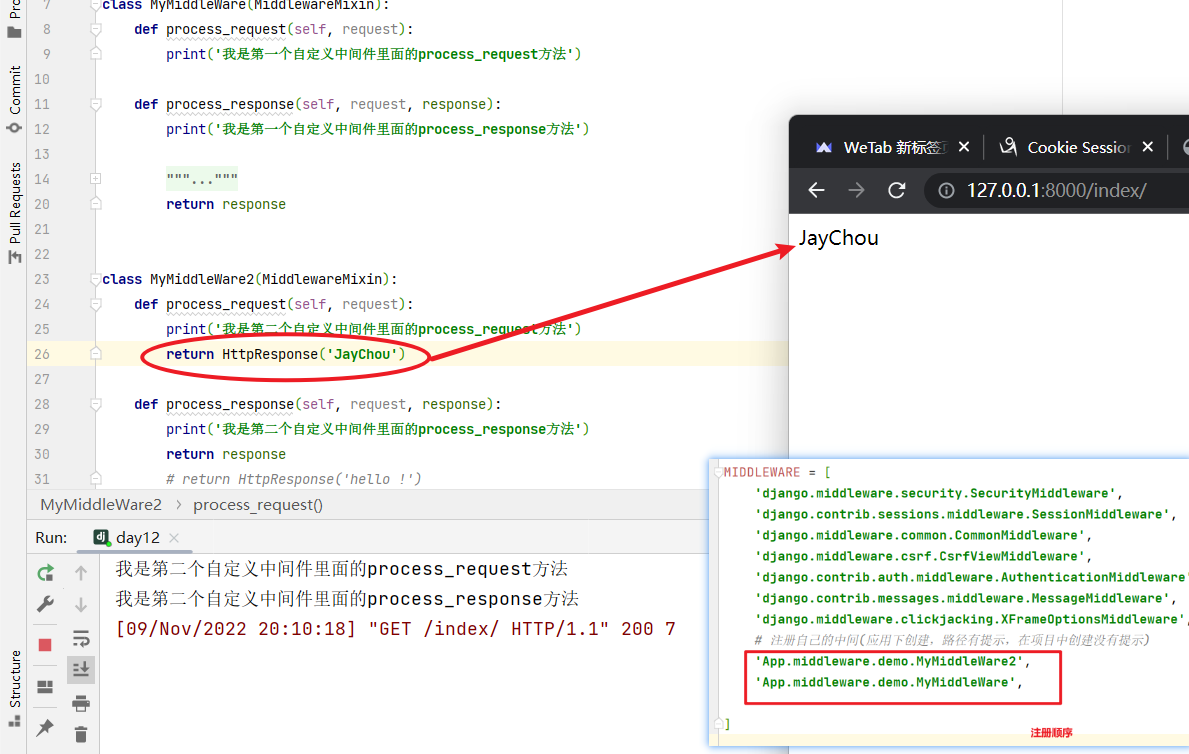 Pro
Commit
Pull Requests
Structure
7 class MyMiddleWare(MiddlewareMixin):
8 def process_request(self, request):
9 print('我是第一个自定义中间件里面的process_request方法')
10
11 def process_response(self, request, response):
12 print('我是第一个自定义中间件里面的process_response方法')
13
14 """..."""
20 return response
21
22
23 class MyMiddleWare2(MiddlewareMixin):
24 def process_request(self, request):
25 print('我是第二个自定义中间件里面的process_request方法')
26 return HttpResponse('JayChou')
27
28 def process_response(self, request, response):
29 print('我是第二个自定义中间件里面的process_response方法')
30 return response
31 # return HttpResponse('hello !')
MyMiddleWare2 > process_request()
Run: day12
我是第二个自定义中间件里面的process_request方法
我是第二个自定义中间件里面的process_response方法
[09/Nov/2022 20:10:18] "GET /index/ HTTP/1.1" 200 7
WeTab 新标签页
Cookie Session
127.0.0.1:8000/index/
JayChou
MIDDLEWARE = [
'django.middleware.security.SecurityMiddleware',
'django.contrib.sessions.middleware.SessionMiddleware',
'django.middleware.common.CommonMiddleware',
'django.middleware.csrf.CsrfViewMiddleware',
'django.contrib.auth.middleware.AuthenticationMiddleware'
'django.contrib.messages.middleware.MessageMiddleware',
'django.middleware.clickjacking.XFrameOptionsMiddleware',
# 注册自己的中间(应用下创建，路径有提示，在项目中创建没有提示)
'App.middleware.demo.MyMiddleWare2',
'App.middleware.demo.MyMiddleWare',
]
注册顺序